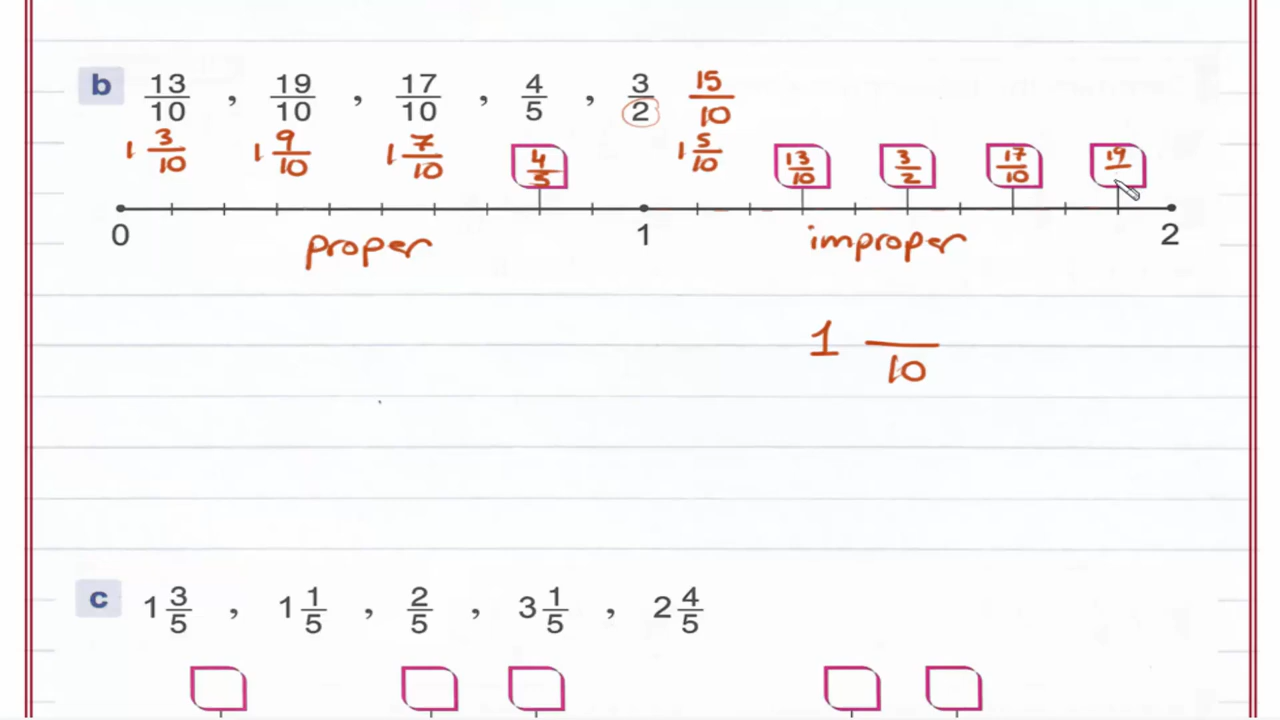 b 13/10 , 19/10 , 17/10 , 4/5 , 3/2 15/10
1 3/10 1 9/10 1 7/10 4/5 1 5/10 13/10 3/2 17/10 19
0 1 2
proper improper
1 /10
c 1 3/5 , 1 1/5 , 2/5 , 3 1/5 , 2 4/5